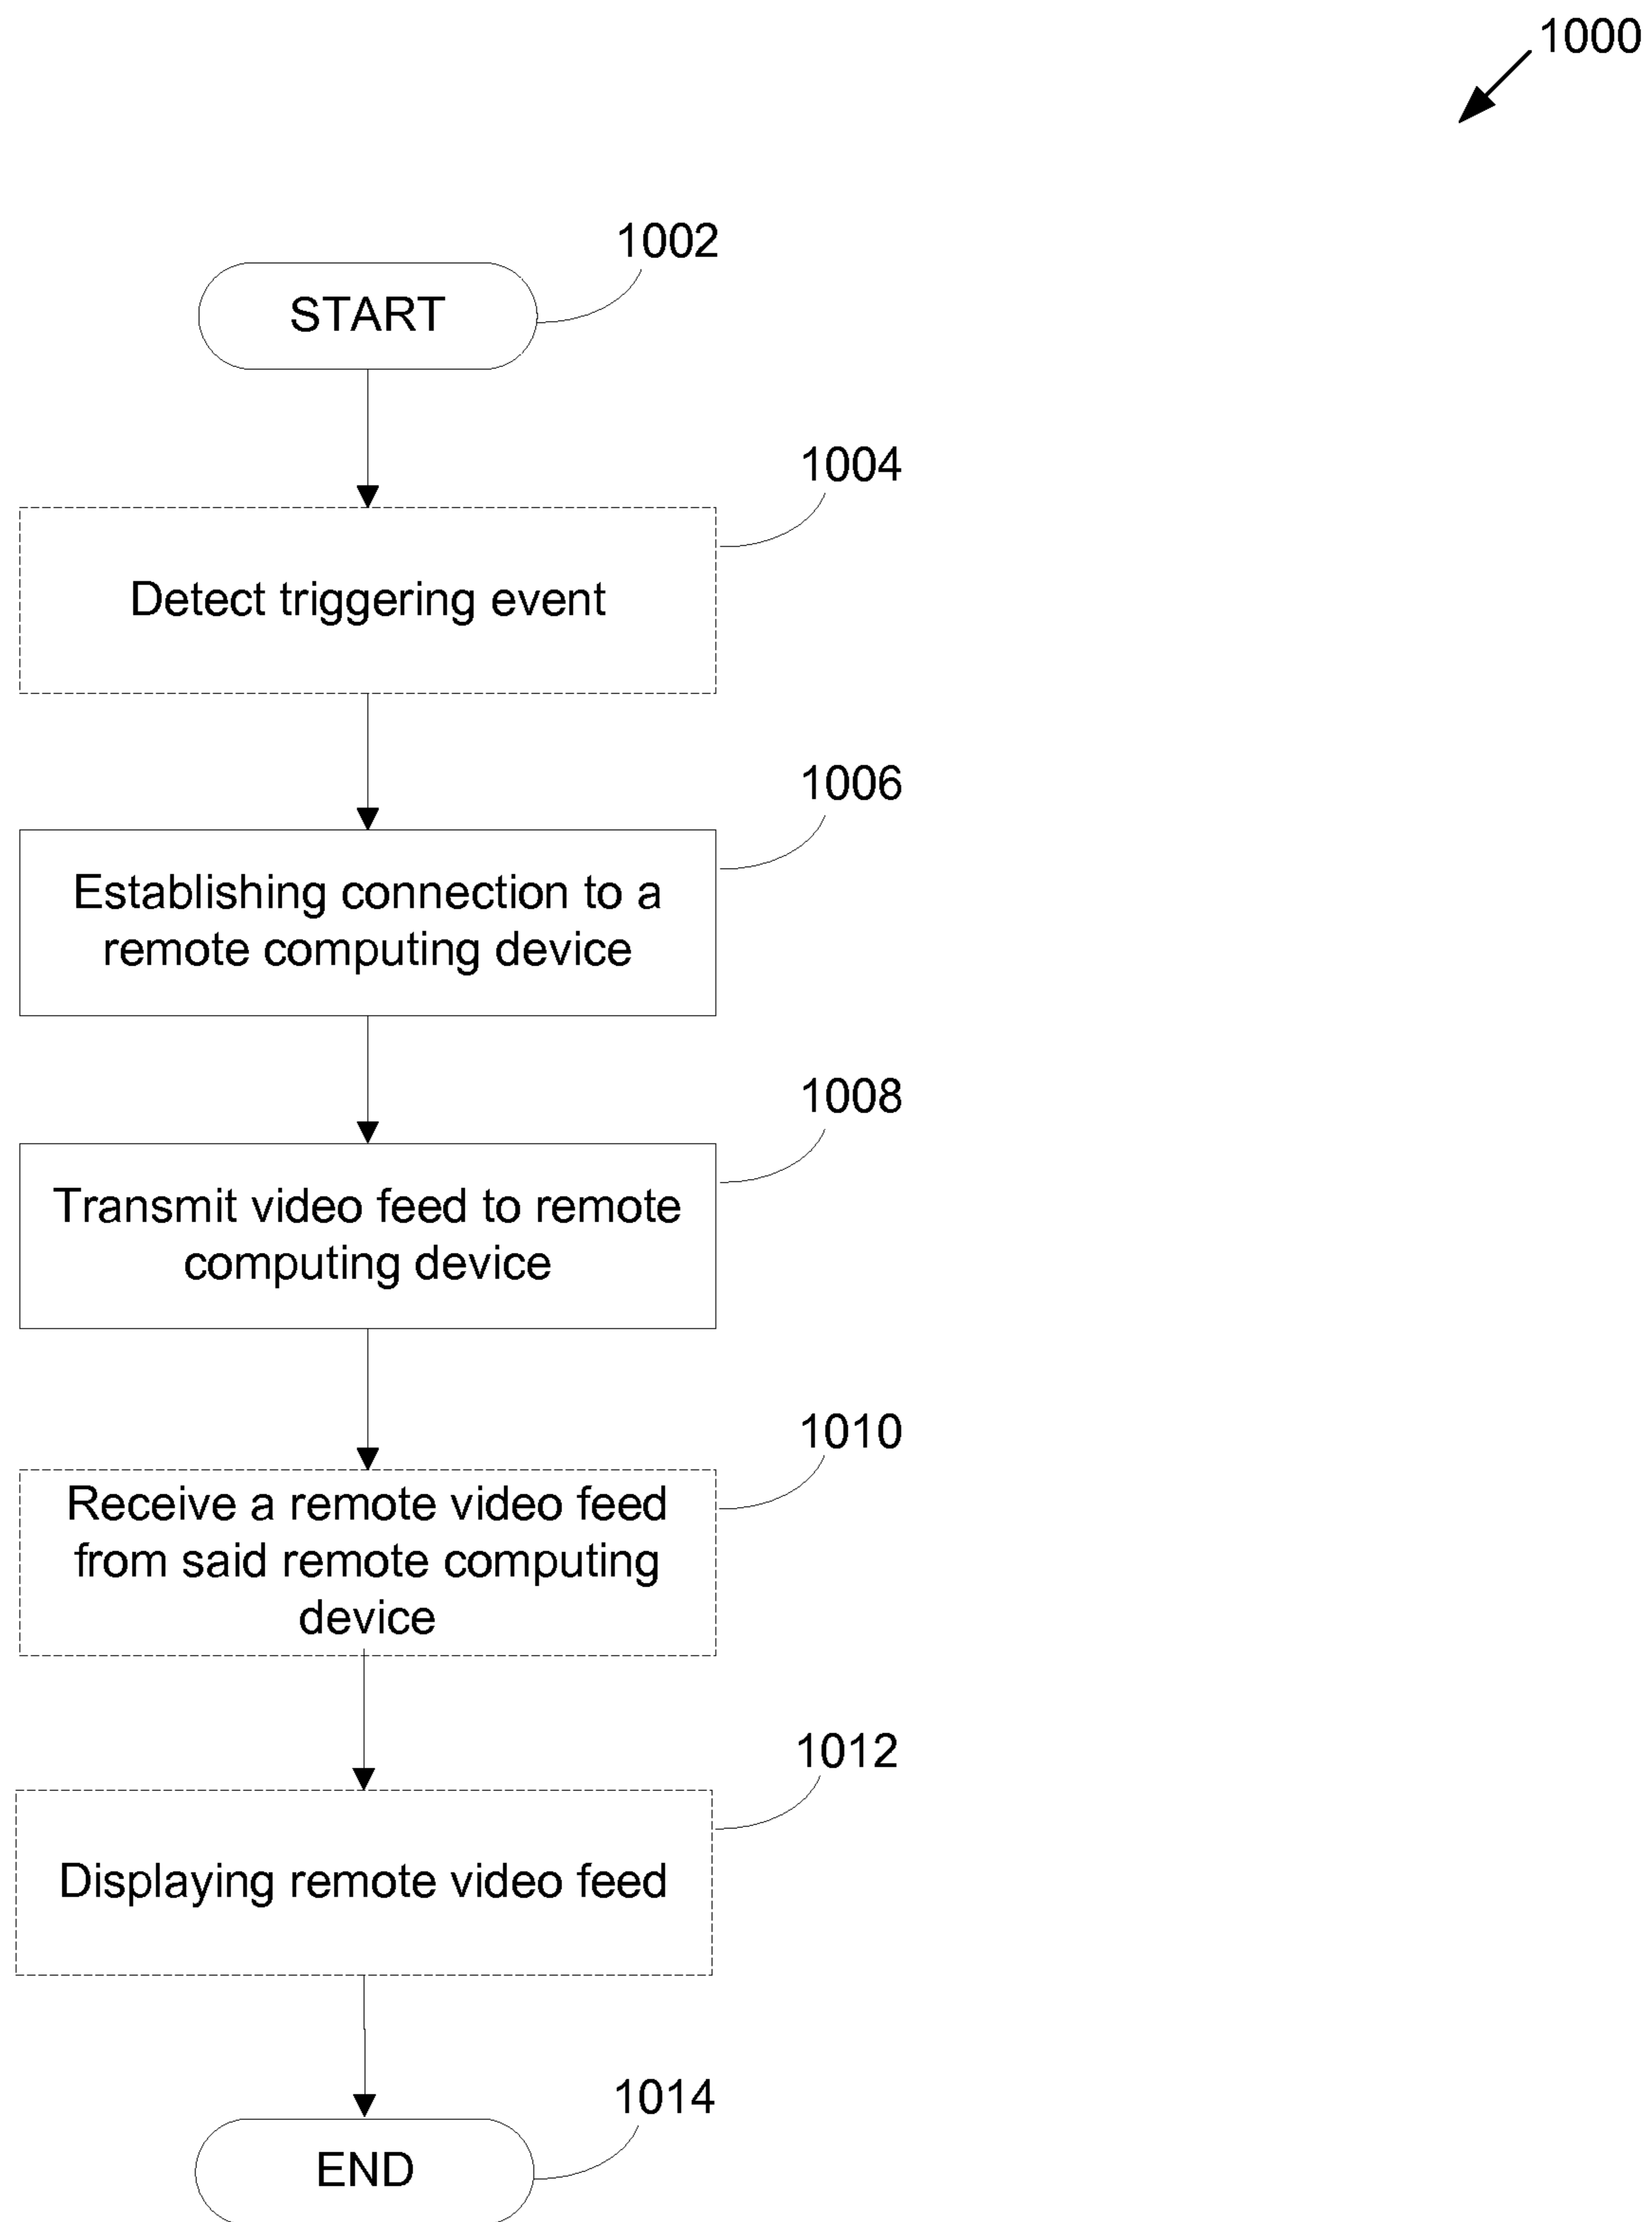 1000
1002
START
1004
Detect triggering event
1006
Establishing connection to a
remote computing device
1008
Transmit video feed to remote
computing device
1010
Receive a remote video feed
from said remote computing
device
1012
Displaying remote video feed
1014
END